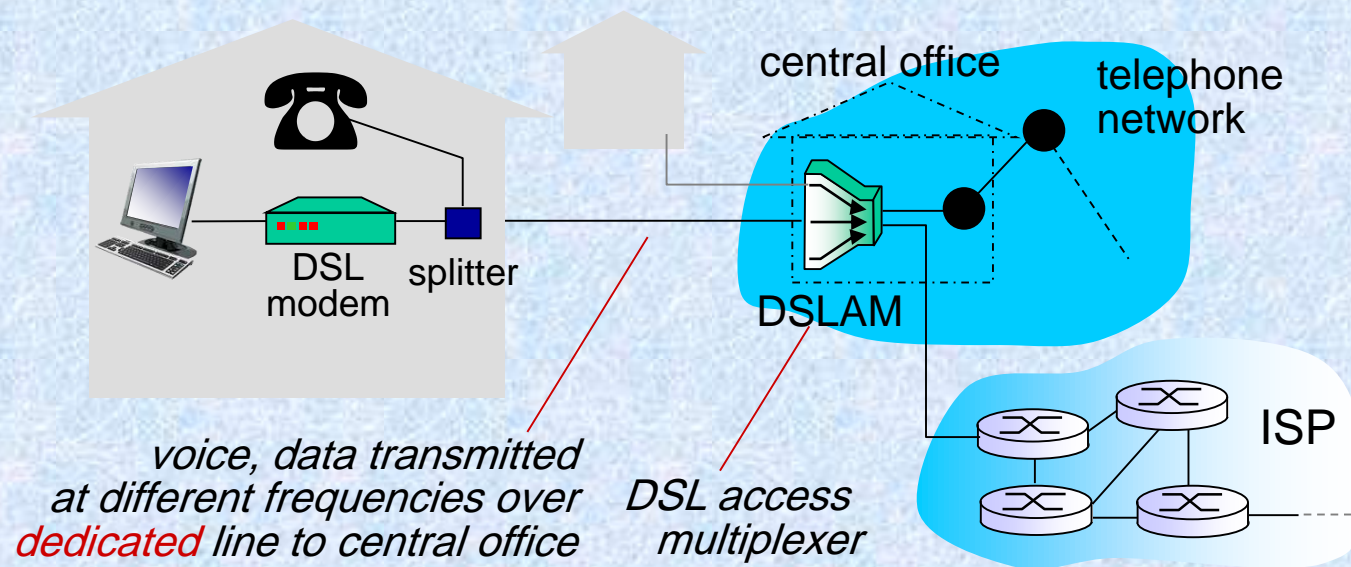 central office
telephone
network
DSL
modem
splitter
DSLAM
ISP
voice, data transmitted
at different frequencies over
dedicated line to central office
DSL access
multiplexer